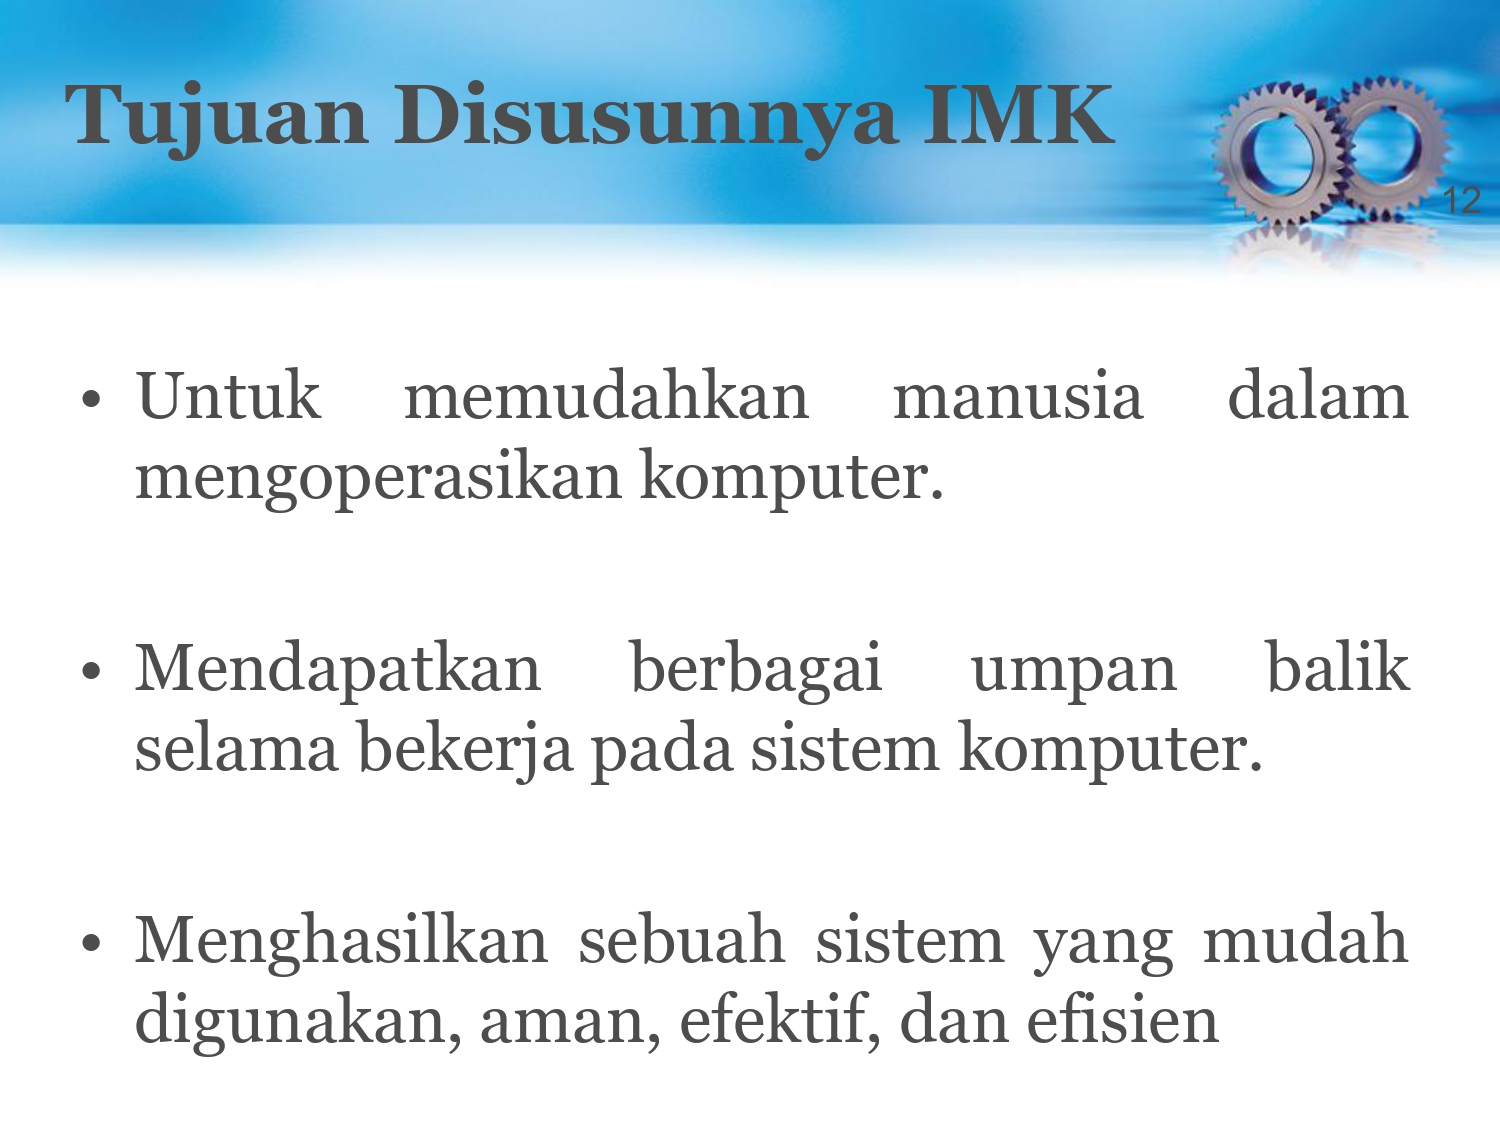 Tujuan Disusunnya IMK
12
• Untuk memudahkan manusia dalam
mengoperasikan komputer.
• Mendapatkan berbagai umpan balik
selama bekerja pada sistem komputer.
• Menghasilkan sebuah sistem yang mudah
digunakan, aman, efektif, dan efisien